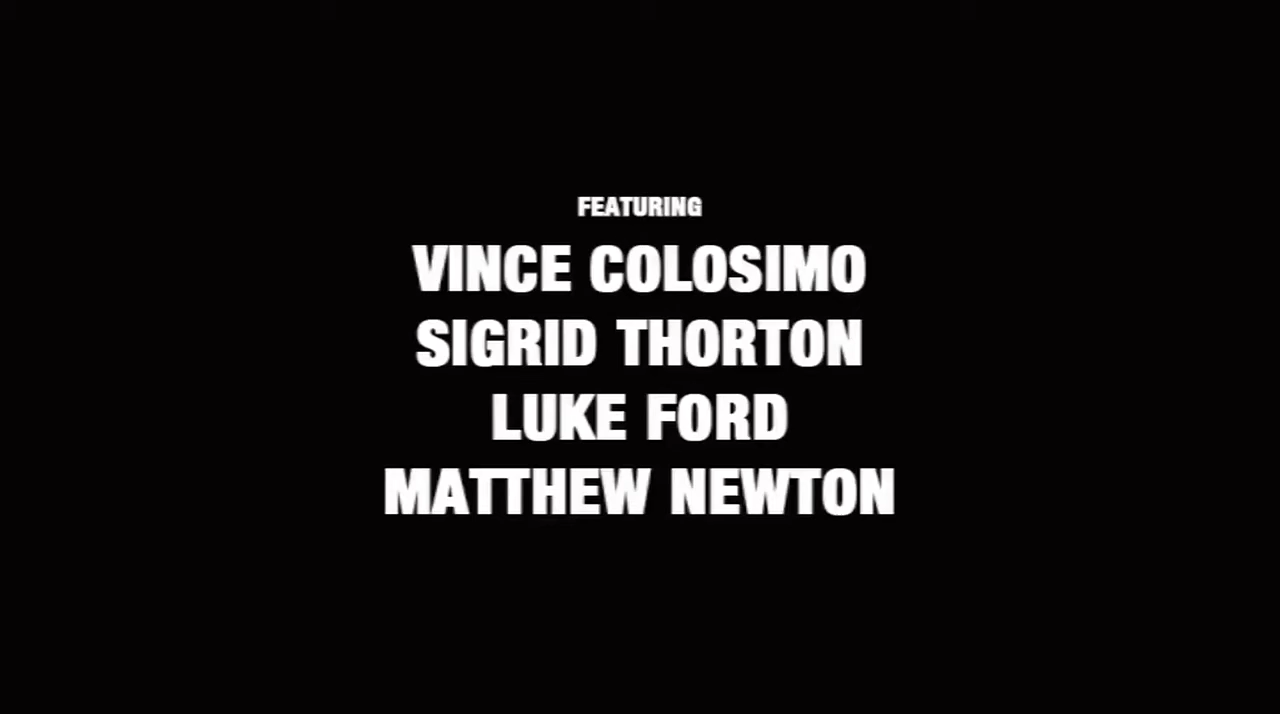 FEATURING
VINCE COLOSIMO
SIGRID THORTON
LUKE FORD
MATTHEW NEWTON